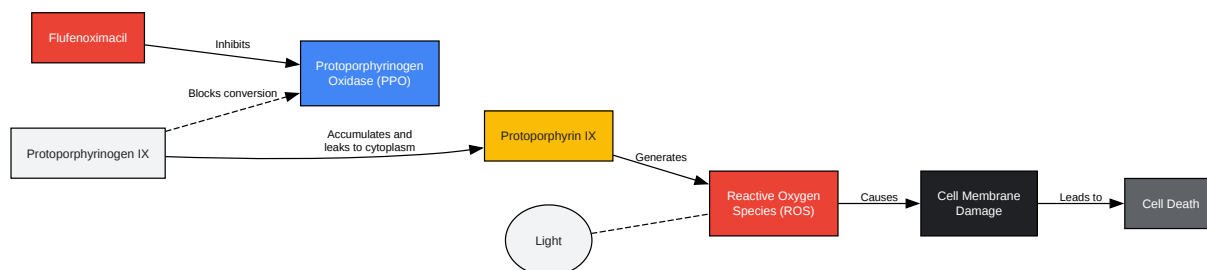 Flufenoximacil
Inhibits
Protoporphyrinogen
Oxidase (PPO)
Blocks conversion
Protoporphyrinogen IX
Accumulates and
leaks to cytoplasm
Protoporphyrin IX
Generates
Light
Reactive Oxygen
Species (ROS)
Causes
Cell Membrane
Damage
Leads to
Cell Death